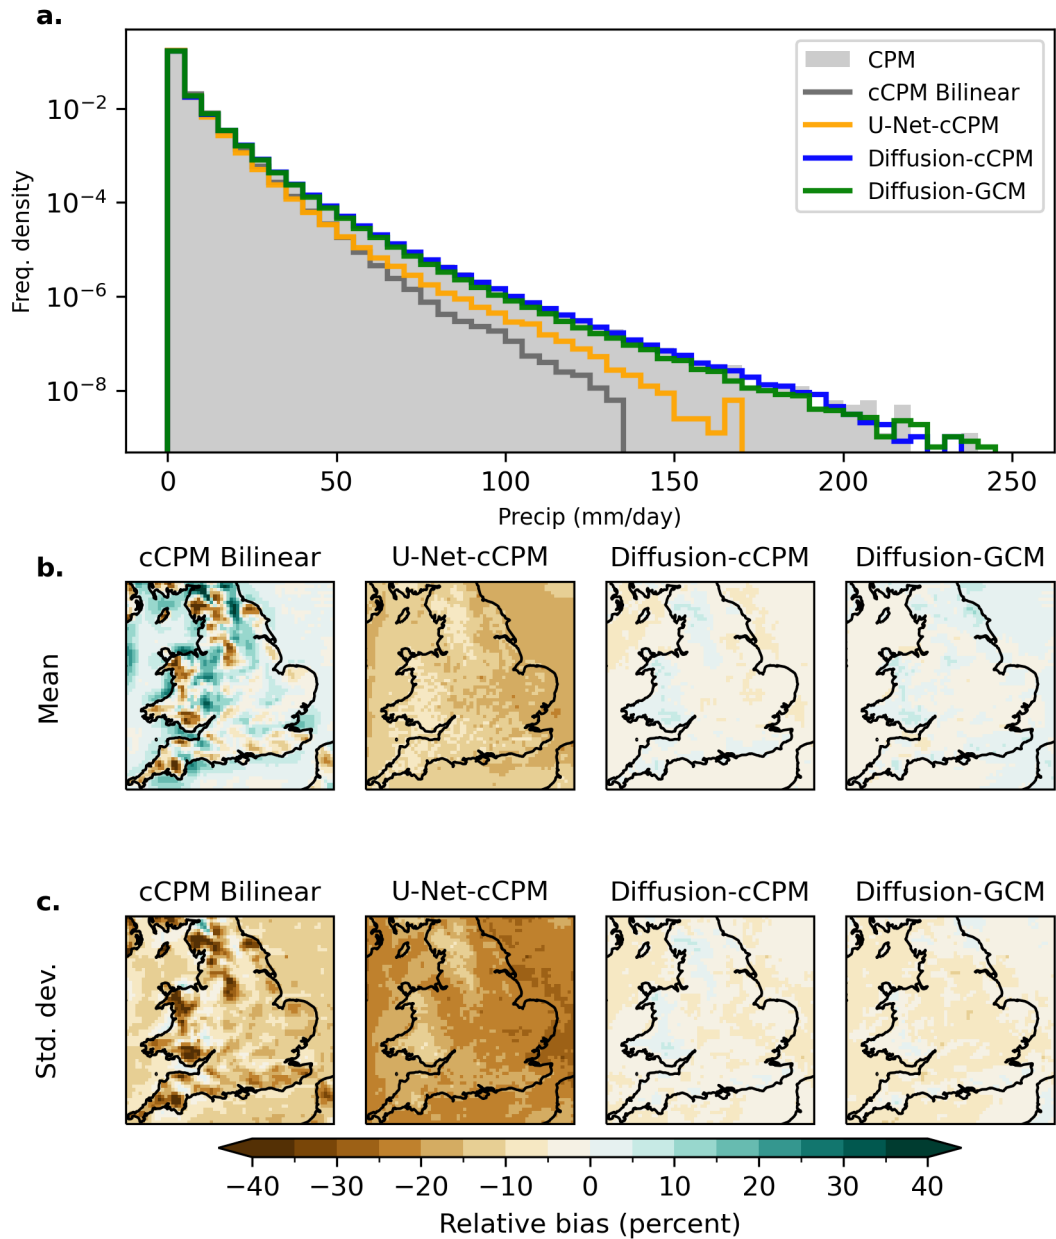 a.
CPM
cCPM Bilinear
U-Net-cCPM
Diffusion-cCPM
Diffusion-GCM
Freq. density
10⁻²
10⁻⁴
10⁻⁶
10⁻⁸
0 50 100 150 200 250
Precip (mm/day)
b.
cCPM Bilinear U-Net-cCPM Diffusion-cCPM Diffusion-GCM
Mean
c.
cCPM Bilinear U-Net-cCPM Diffusion-cCPM Diffusion-GCM
Std. dev.
−40 −30 −20 −10 0 10 20 30 40
Relative bias (percent)